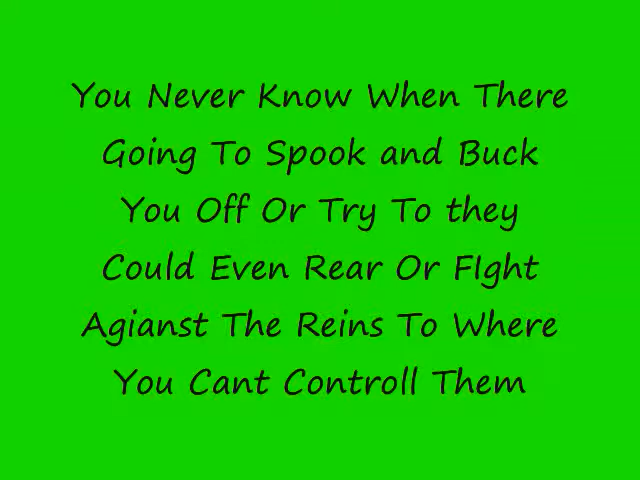 You Never Know When There
Going To Spook and Buck
You Off Or Try To they
Could Even Rear Or FIght
Agianst The Reins To Where
You Cant Controll Them